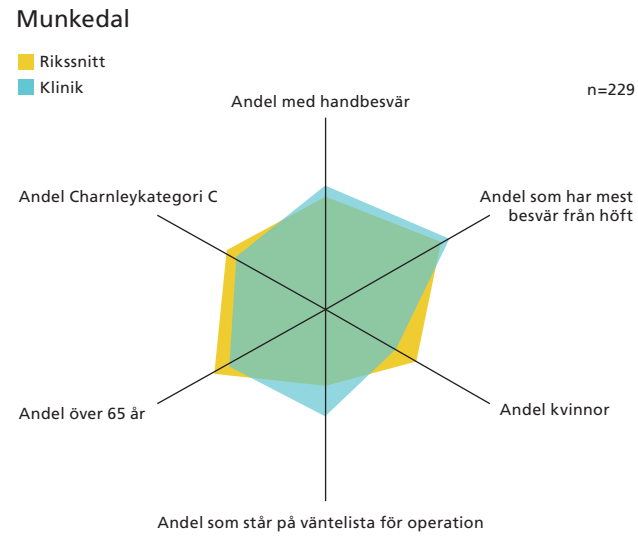 Munkedal
Rikssnitt
Klinik
n=229
Andel med handbesvär
Andel Charnleykategori C
Andel som har mest
besvär från höft
Andel över 65 år
Andel kvinnor
Andel som står på väntelista för operation